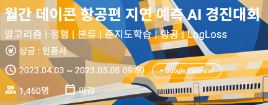 월간 데이콘 항공편 지연 예측 AI 경진대회
알고리즘 | 정형 | 분류 | 준지도학습 | 항공 | LogLoss
상금 : 인증서
2023.04.03 ~ 2023.05.08 09:59
+ Google Calendar
1,460명
마감